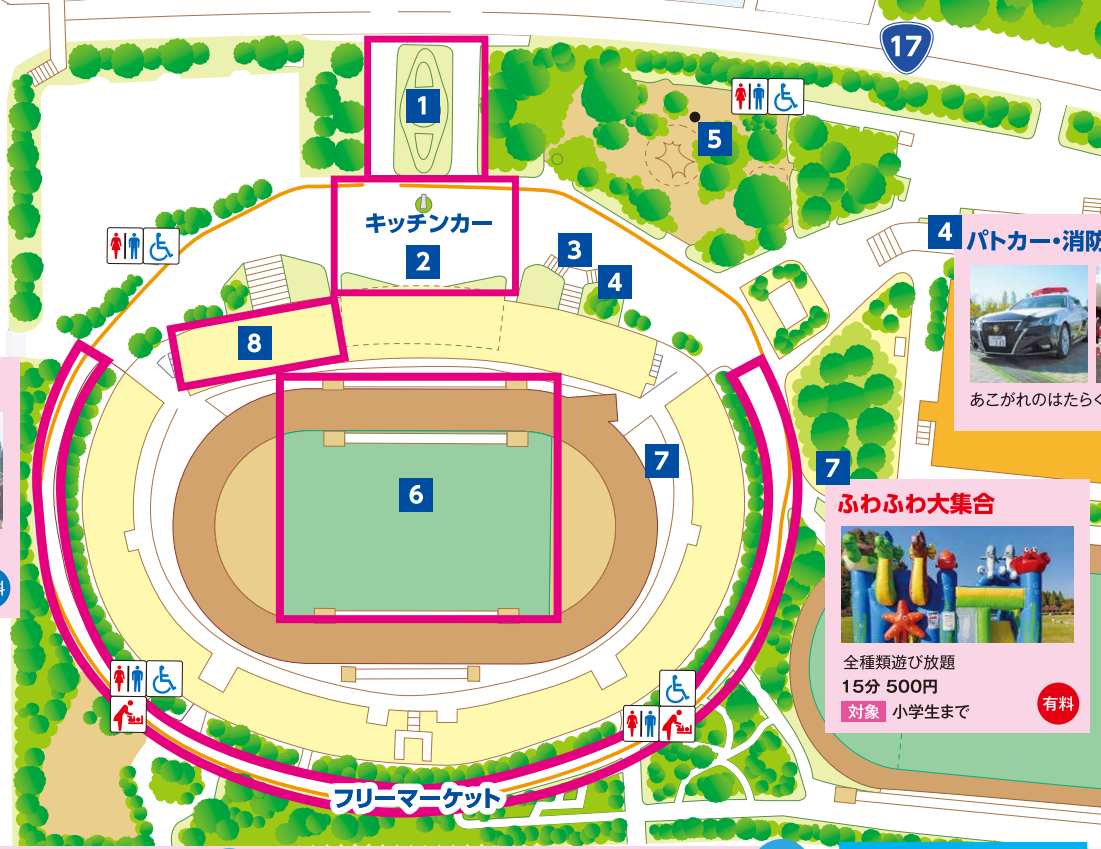 17
1
5
キッチンカー
2
3
4
4
パトカー・消防
あこがれのはたらく
8
7
7
6
ふわふわ大集合
全種類遊び放題
15分 500円
対象 小学生まで
有料
料
フリーマーケット